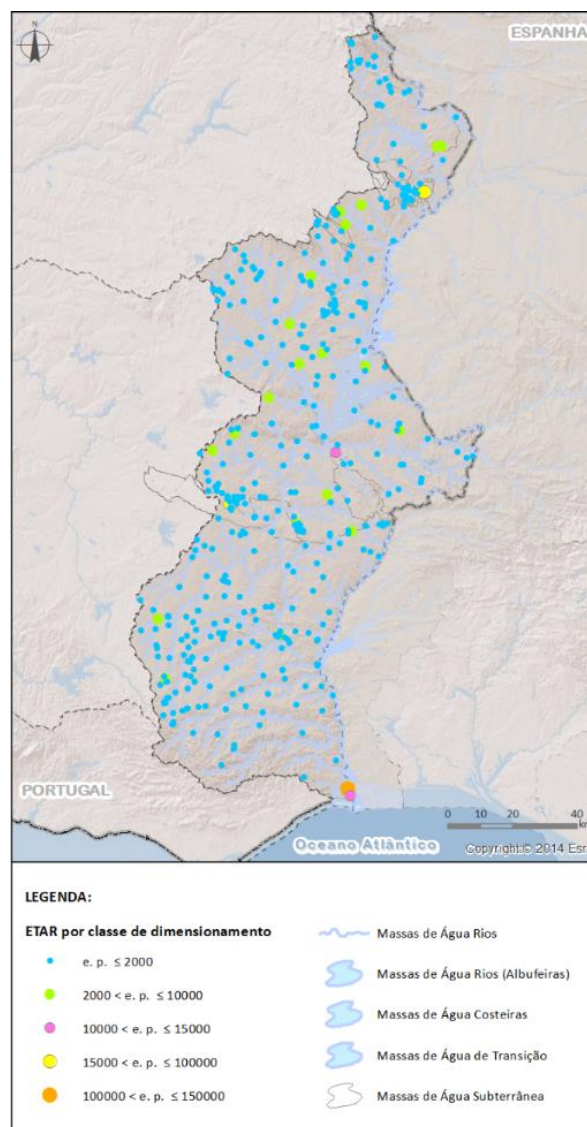 N
ESPANHA
PORTUGAL
Oceano Atlântico
0 10 20 40
km
Copyright:© 2014 Esr
LEGENDA:
ETAR por classe de dimensionamento
e. p. ≤ 2000
2000 < e. p. ≤ 10000
10000 < e. p. ≤ 15000
15000 < e. p. ≤ 100000
100000 < e. p. ≤ 150000
Massas de Água Rios
Massas de Água Rios (Albufeiras)
Massas de Água Costeiras
Massas de Água de Transição
Massas de Água Subterrânea